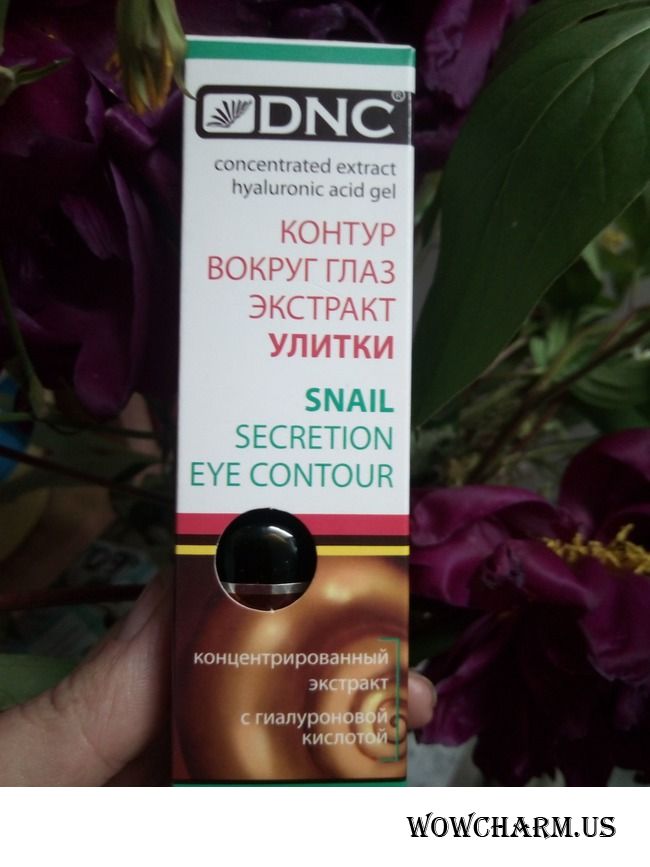 DNC®
concentrated extract
hyaluronic acid gel
КОНТУР
ВОКРУГ ГЛАЗ
ЭКСТРАКТ
УЛИТКИ
SNAIL
SECRETION
EYE CONTOUR
концентрированный
экстракт
с гиалуроновой
кислотой
WOWCHARM.US